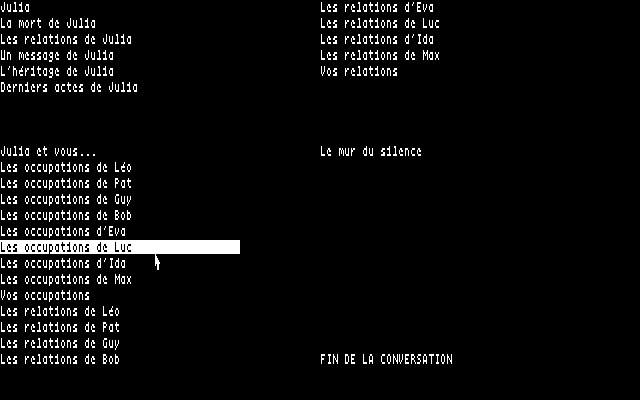 Julia
La mort de Julia
Les relations de Julia
Un message de Julia
L'héritage de Julia
Derniers actes de Julia
Les relations d'Eva
Les relations de Luc
Les relations d'Ida
Les relations de Max
Vos relations
Julia et vous...
Les occupations de Léo
Les occupations de Pat
Les occupations de Guy
Les occupations de Bob
Les occupations d'Eva
Les occupations de Luc
Les occupations d'Ida
Les occupations de Max
Vos occupations
Les relations de Léo
Les relations de Pat
Les relations de Guy
Les relations de Bob
Le mur du silence
FIN DE LA CONVERSATION